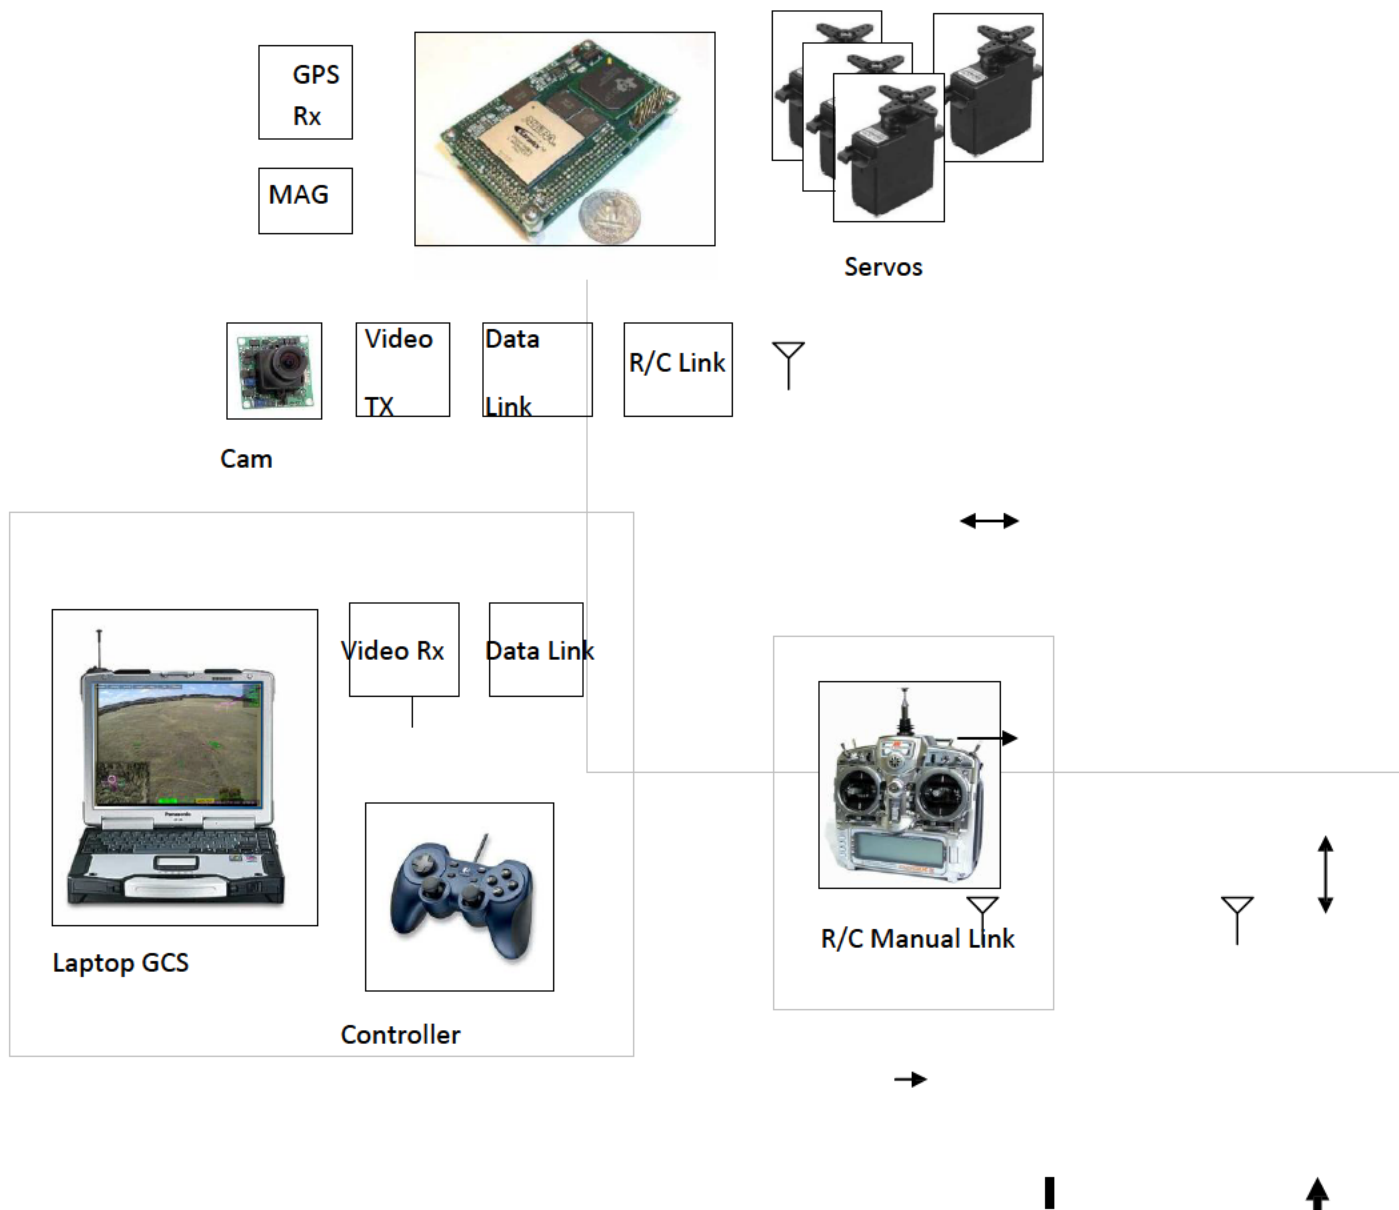 GPS
Rx
MAG
Servos
Video
TX
Data
Link
R/C Link
Cam
Video Rx
Data Link
Panasonic
Laptop GCS
R/C Manual Link
Controller